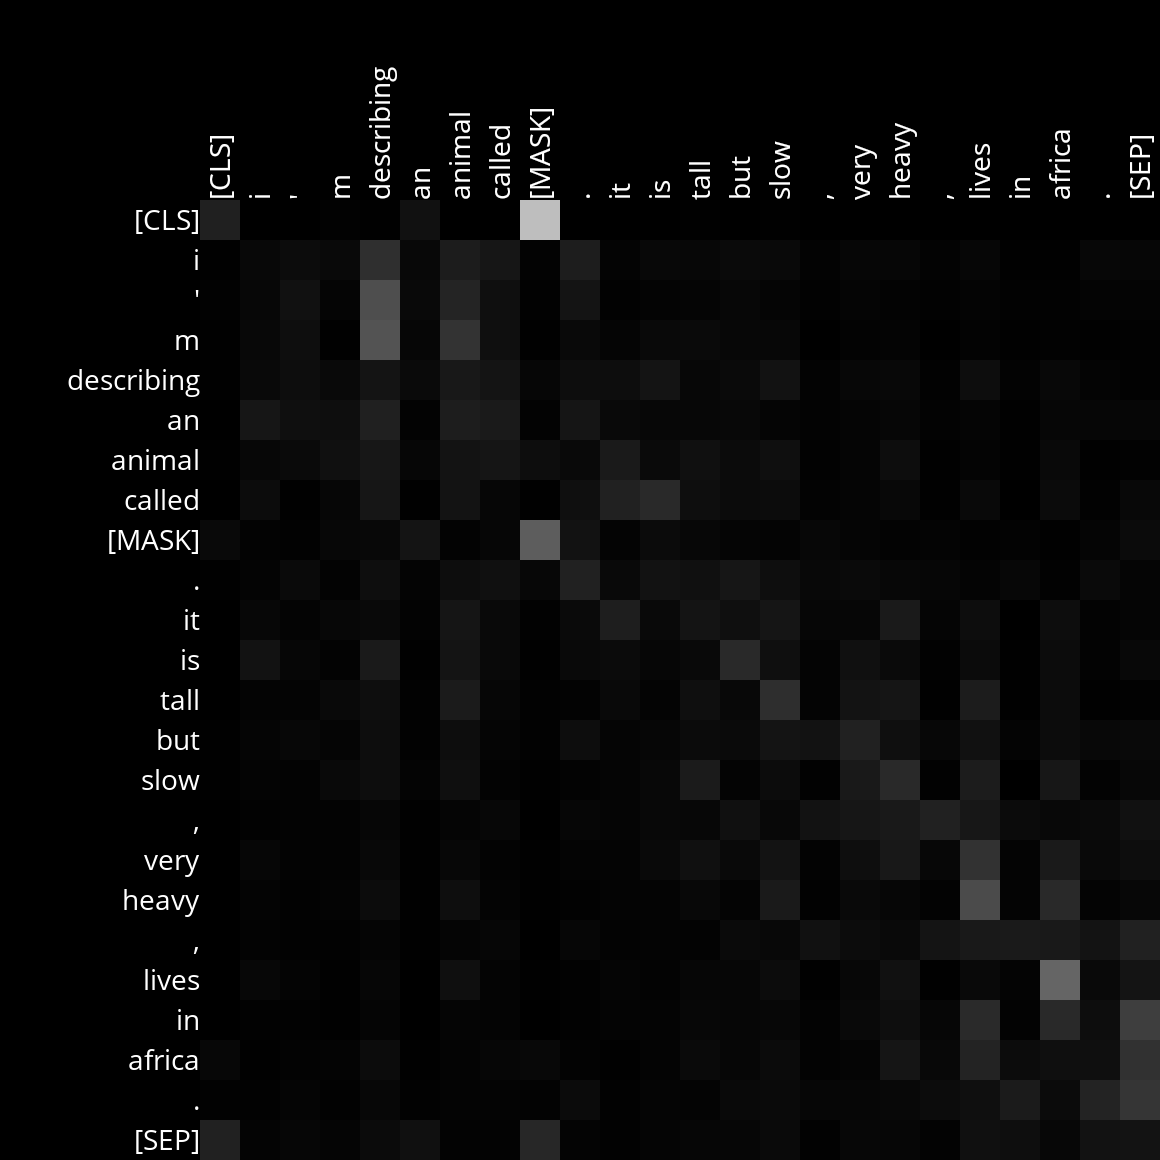 [CLS] i ' m describing an animal called [MASK] . it is tall but slow , very heavy , lives in africa . [SEP]
[CLS]
i
'
m
describing
an
animal
called
[MASK]
.
it
is
tall
but
slow
,
very
heavy
,
lives
in
africa
.
[SEP]